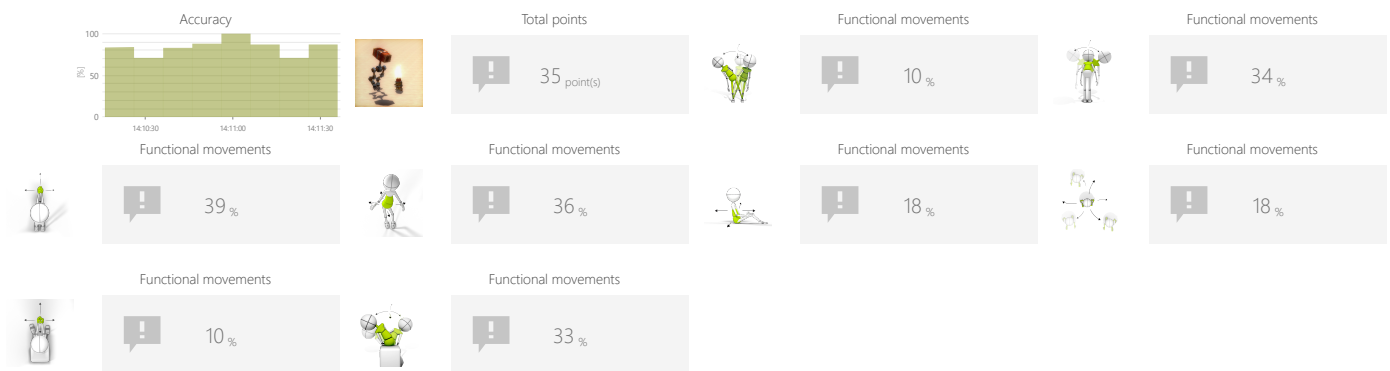 Accuracy
100
[%]
50
0
14:10:30 14:11:00 14:11:30
Total points
35 point(s)
Functional movements
10 %
Functional movements
34 %
Functional movements
39 %
Functional movements
36 %
Functional movements
18 %
Functional movements
18 %
Functional movements
10 %
Functional movements
33 %